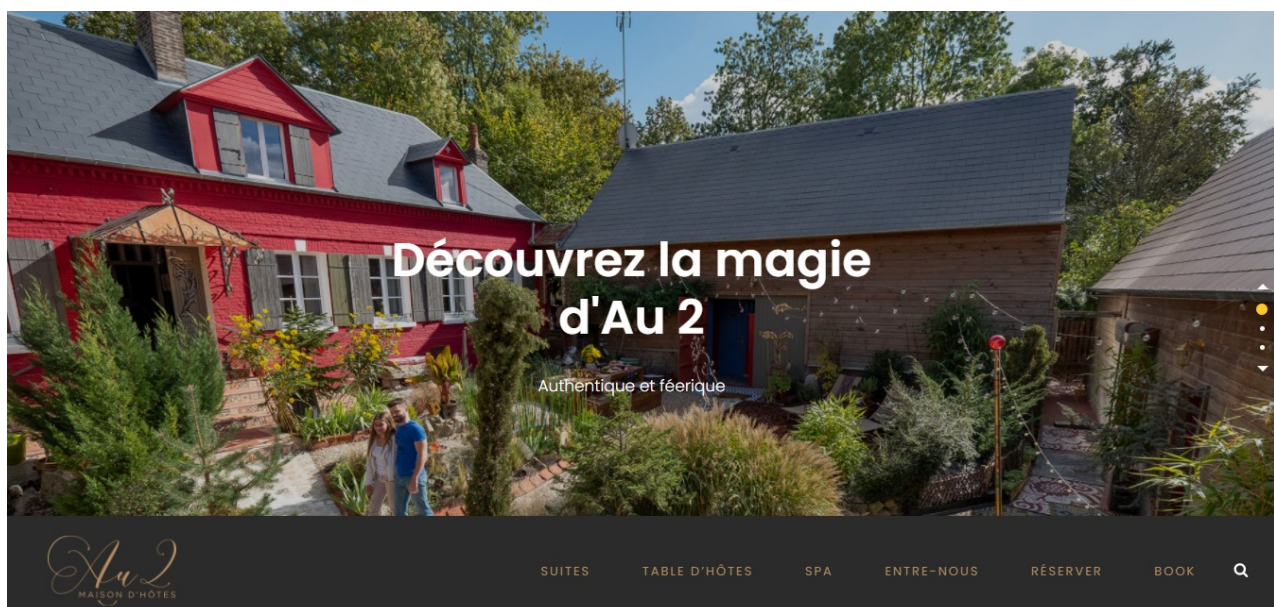 Découvrez la magie
d'Au 2
Authentique et féerique
Au 2
MAISON D'HÔTES
SUITES TABLE D'HÔTES SPA ENTRE-NOUS RÉSERVER BOOK